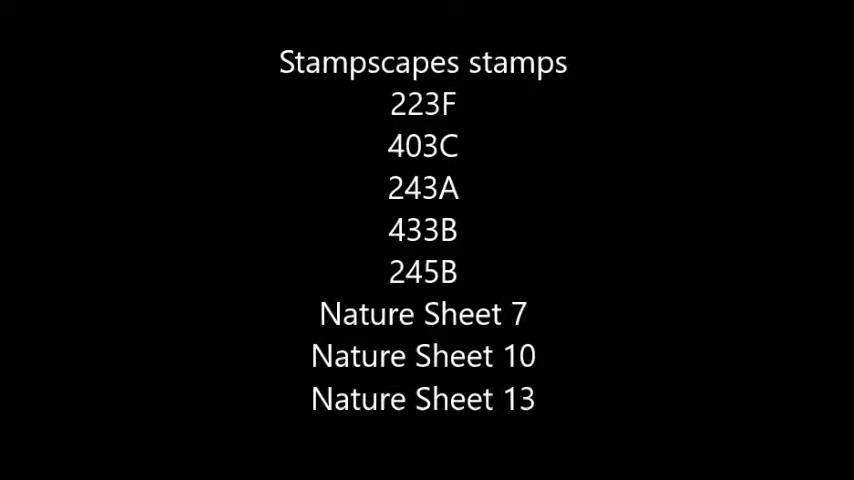 Stampscapes stamps
223F
403C
243A
433B
245B
Nature Sheet 7
Nature Sheet 10
Nature Sheet 13